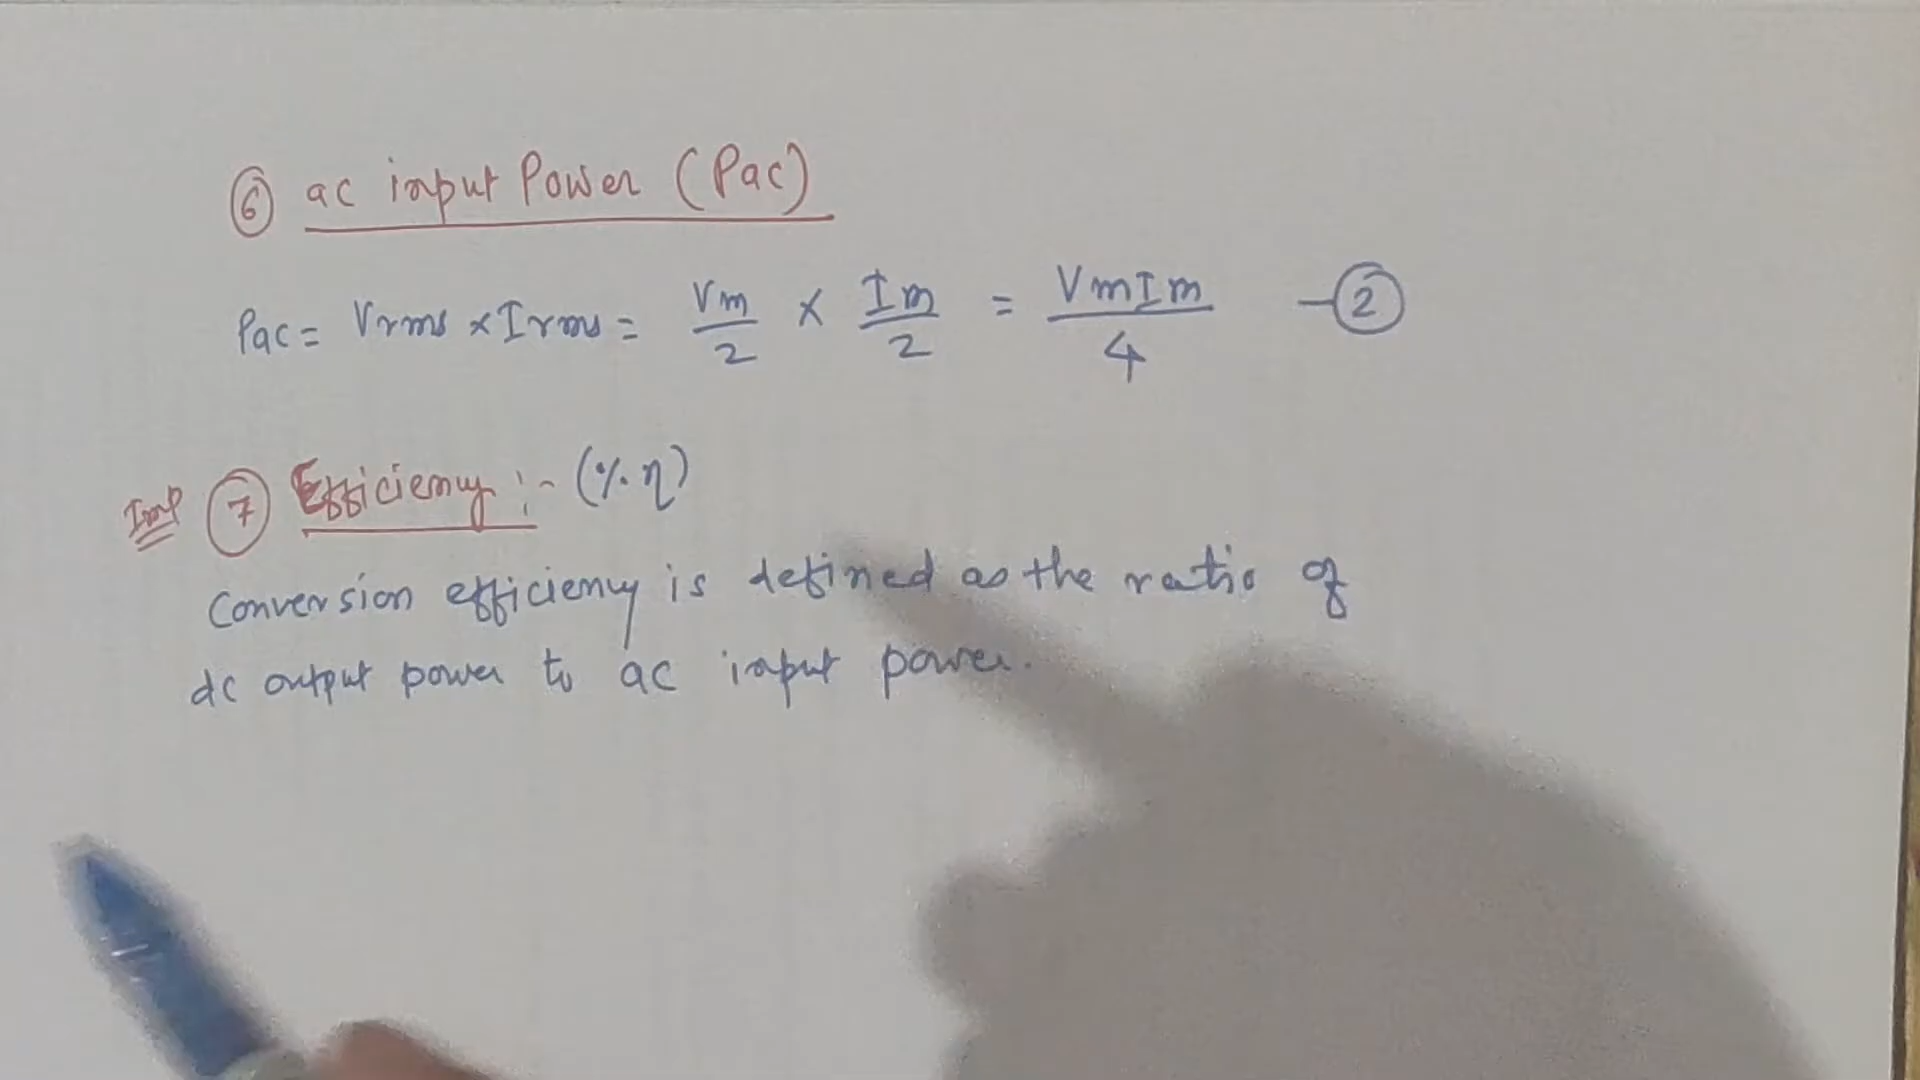 ⑥ ac input Power (Pac)
Pac = Vrms × Irms = Vm/2 × Im/2 = VmIm/4 —②
Imp ⑦ Efficiency :- (% η)
Conversion efficiency is defined as the ratio of
dc output power to ac input power.